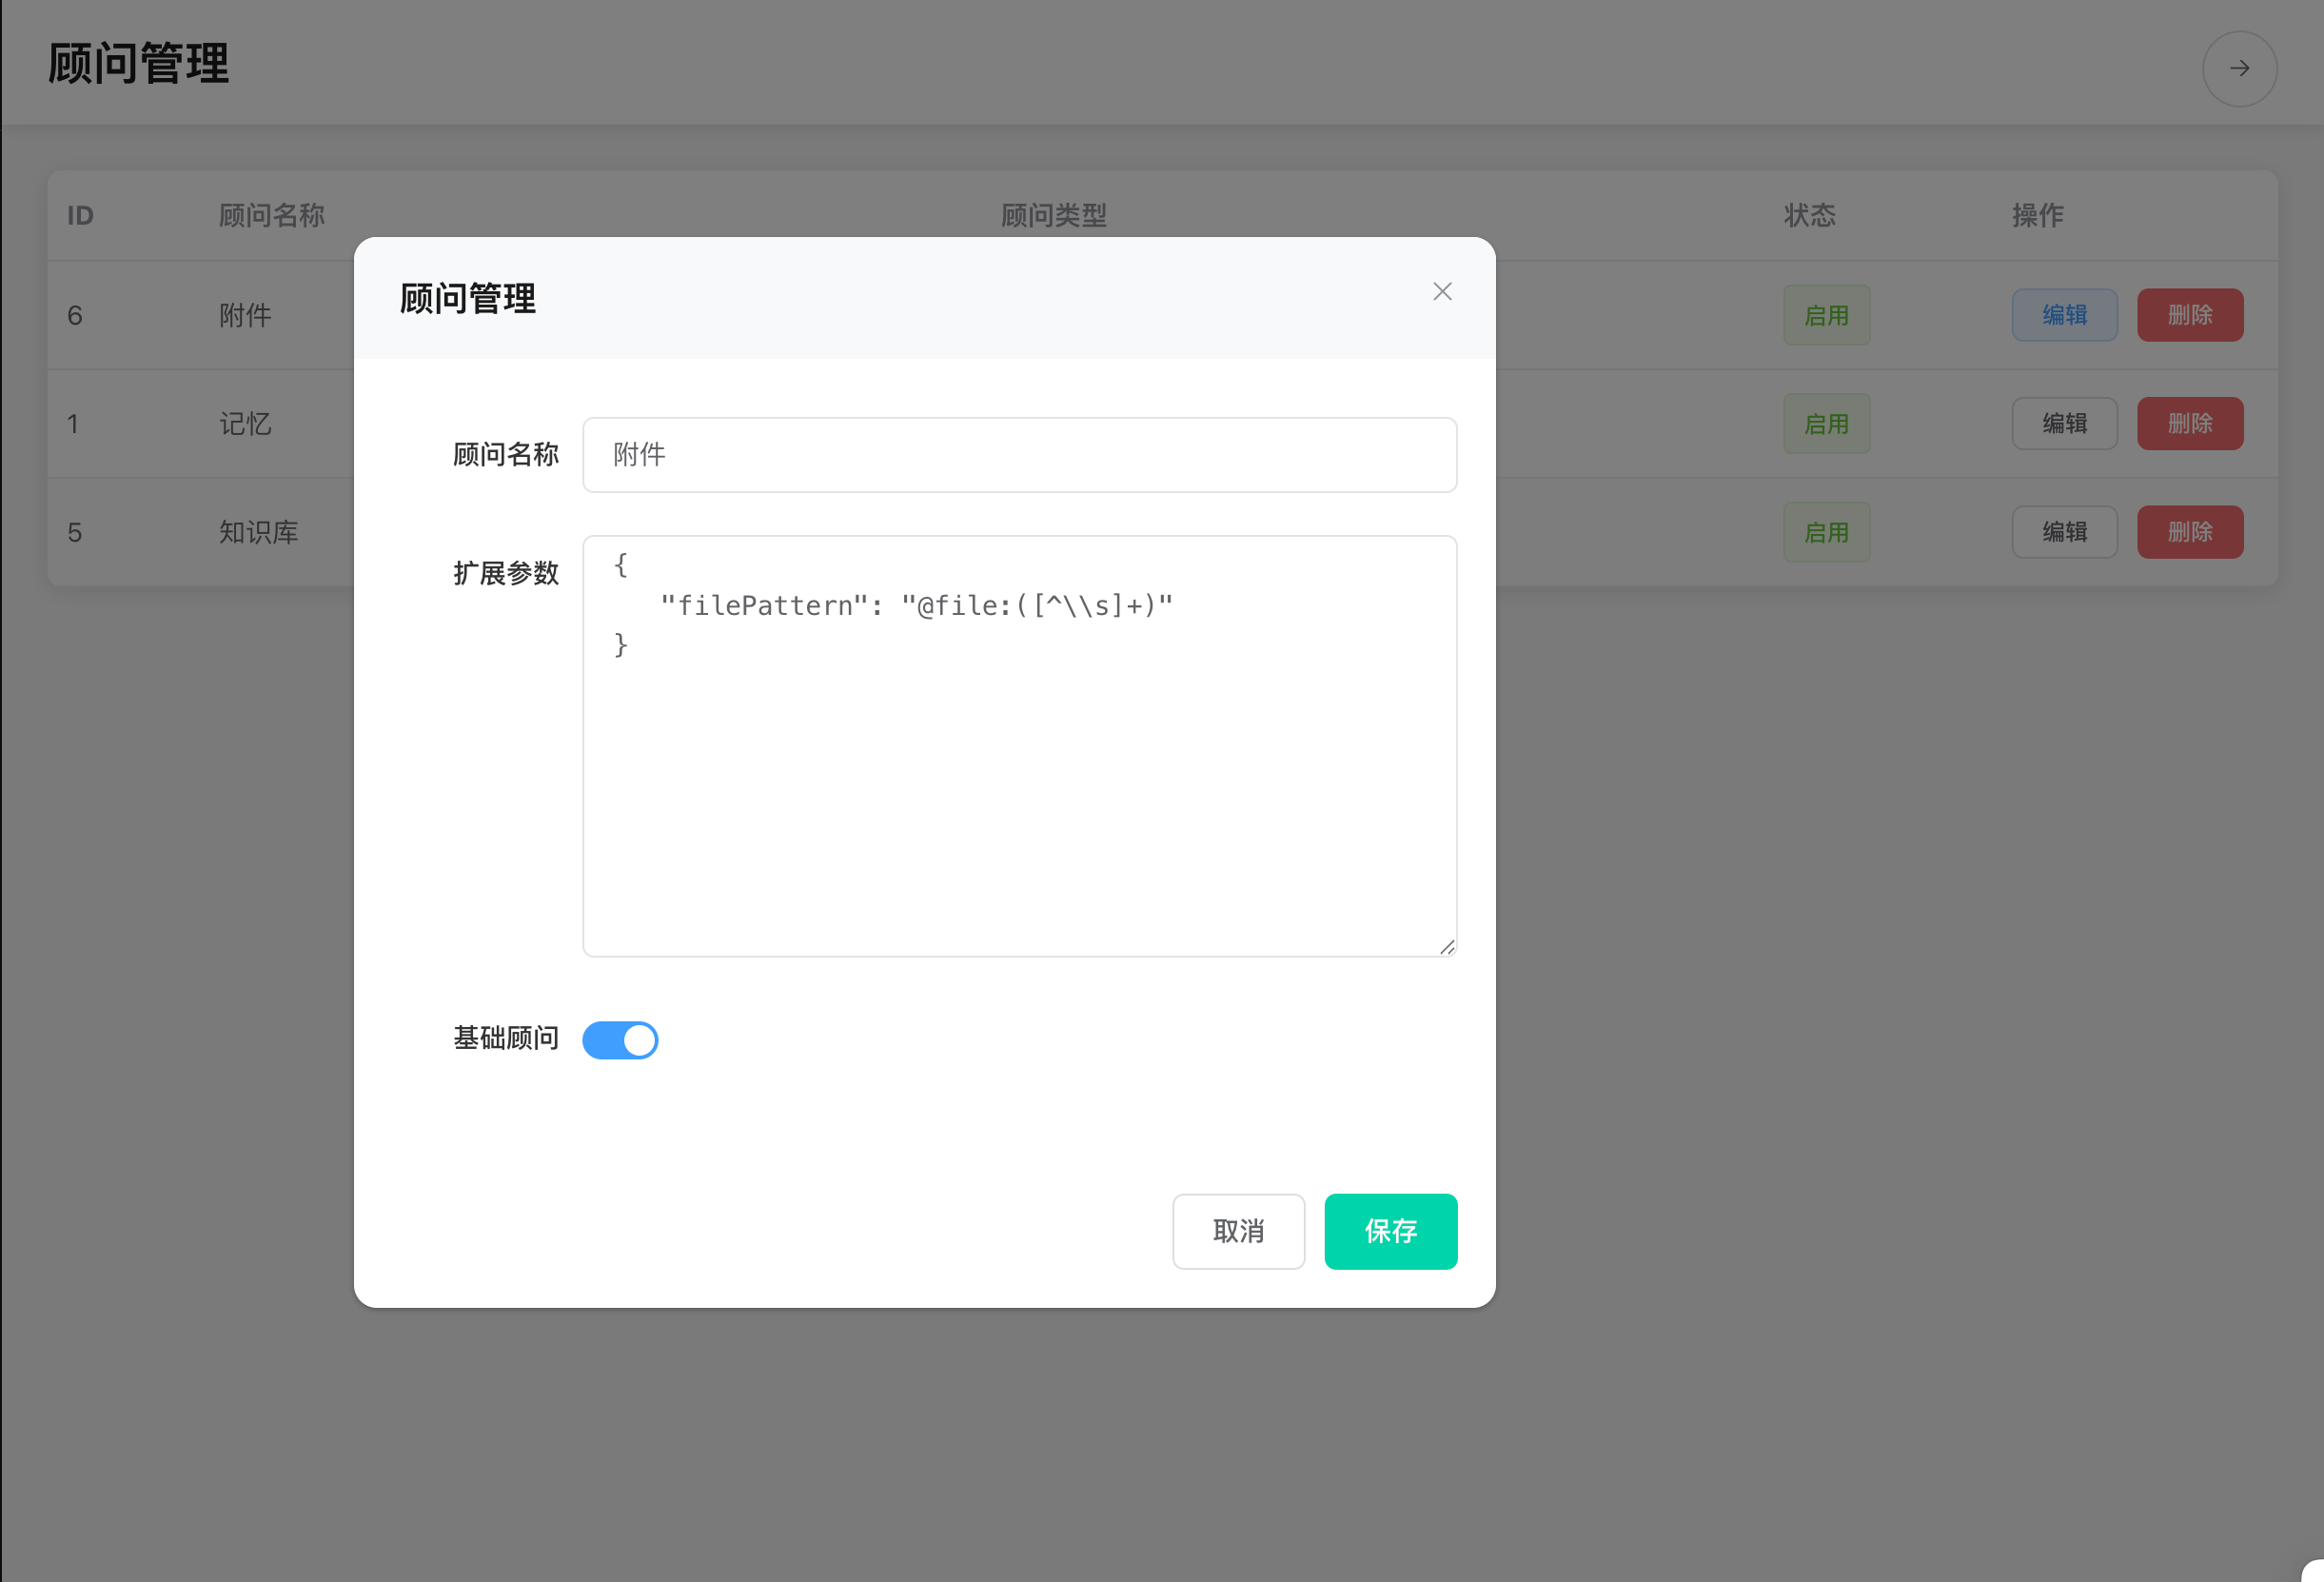 顾问管理
ID 顾问名称 顾问类型 状态 操作
6 附件 启用 编辑 删除
1 记忆 启用 编辑 删除
5 知识库 启用 编辑 删除
顾问管理
顾问名称 附件
扩展参数
{
"filePattern": "@file:([^\\s]+)"
}
基础顾问
取消 保存